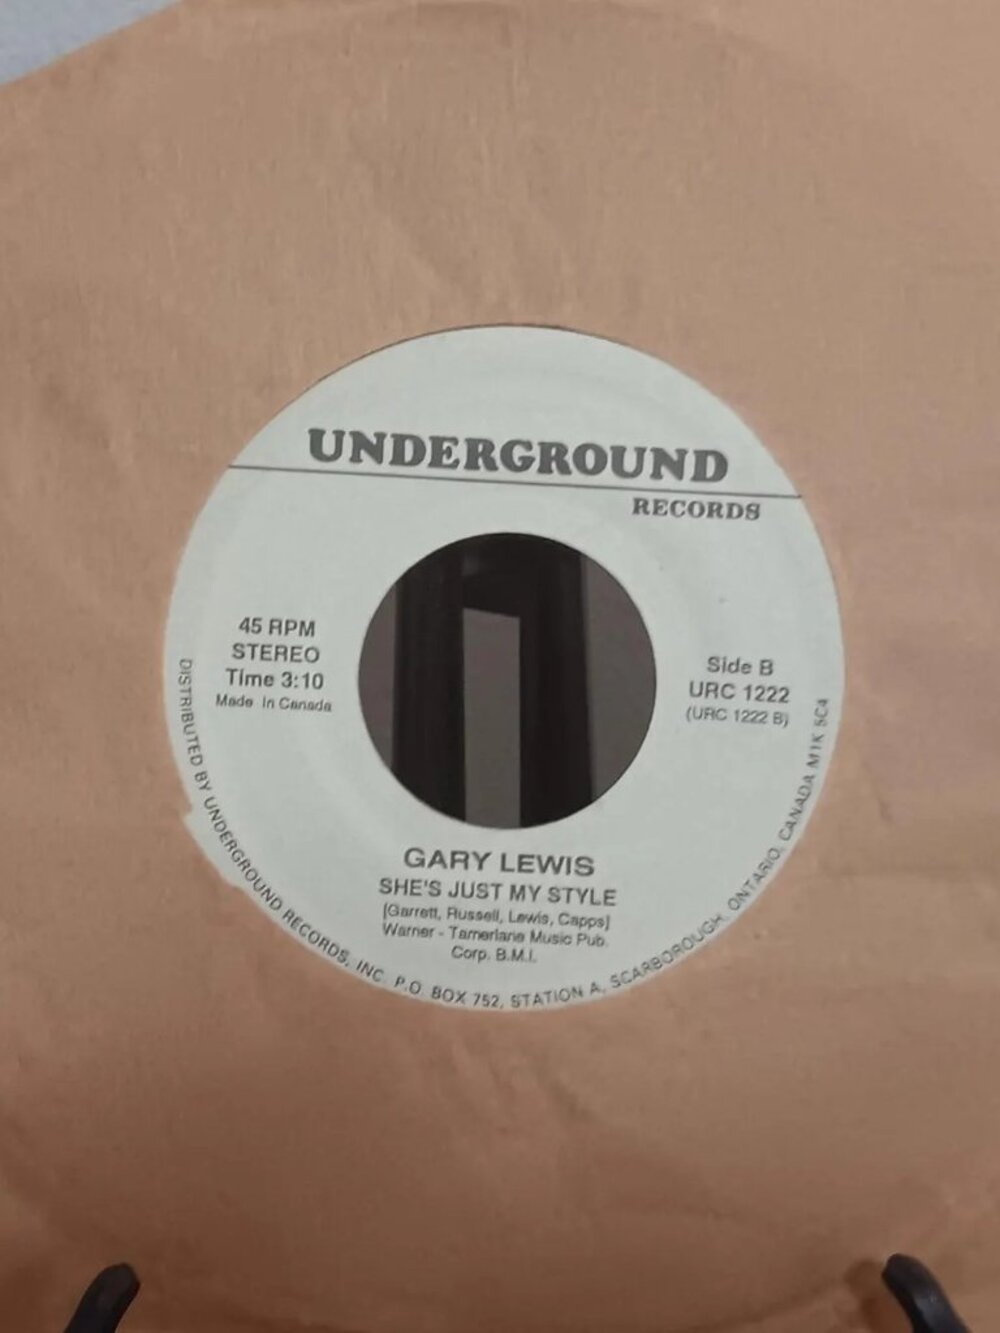 UNDERGROUND
RECORDS
45 RPM
STEREO
Time 3:10
Made In Canada
Side B
URC 1222
(URC 1222 B)
GARY LEWIS
SHE'S JUST MY STYLE
[Garrett, Russell, Lewis, Capps]
Warner - Tamerlane Music Pub.
Corp. B.M.I.
DISTRIBUTED BY UNDERGROUND RECORDS, INC. P.O. BOX 752, STATION A, SCARBOROUGH, ONTARIO, CANADA M1K 5C4